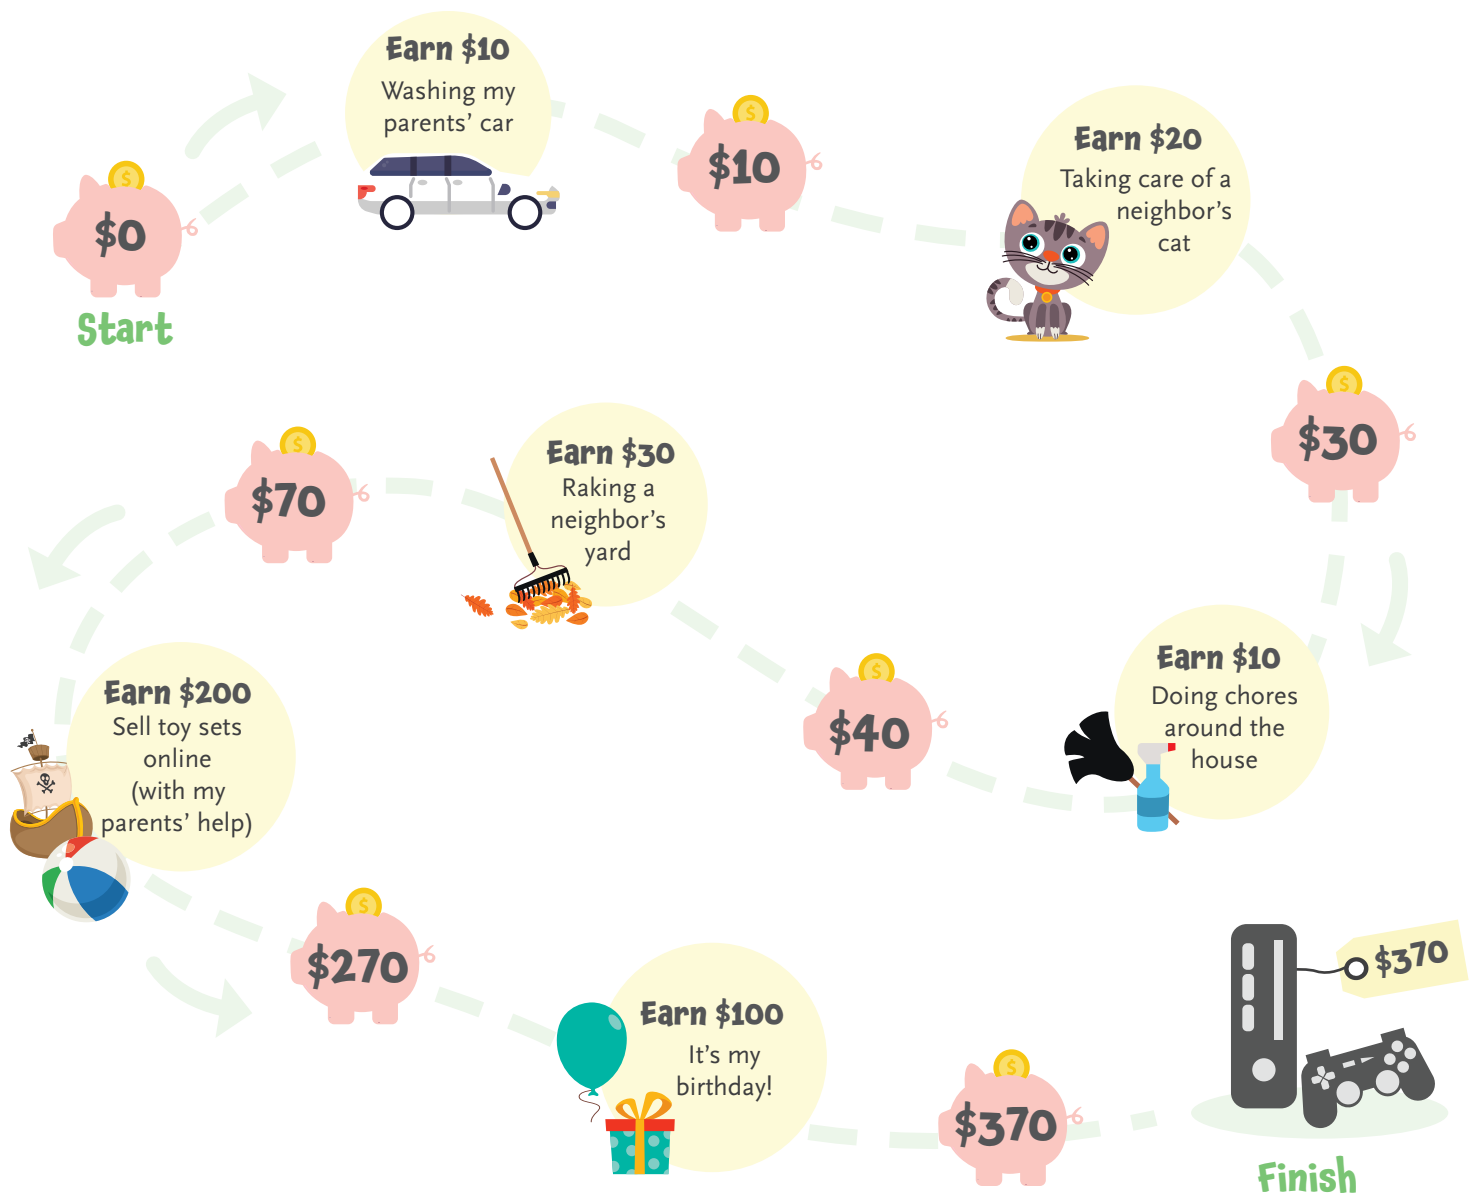 $0
Start
Earn $10
Washing my
parents’ car
$10
Earn $20
Taking care of a
neighbor’s
cat
$30
Earn $10
Doing chores
around the
house
$40
Earn $30
Raking a
neighbor’s
yard
$70
Earn $200
Sell toy sets
online
(with my
parents’ help)
$270
Earn $100
It’s my
birthday!
$370
$370
Finish